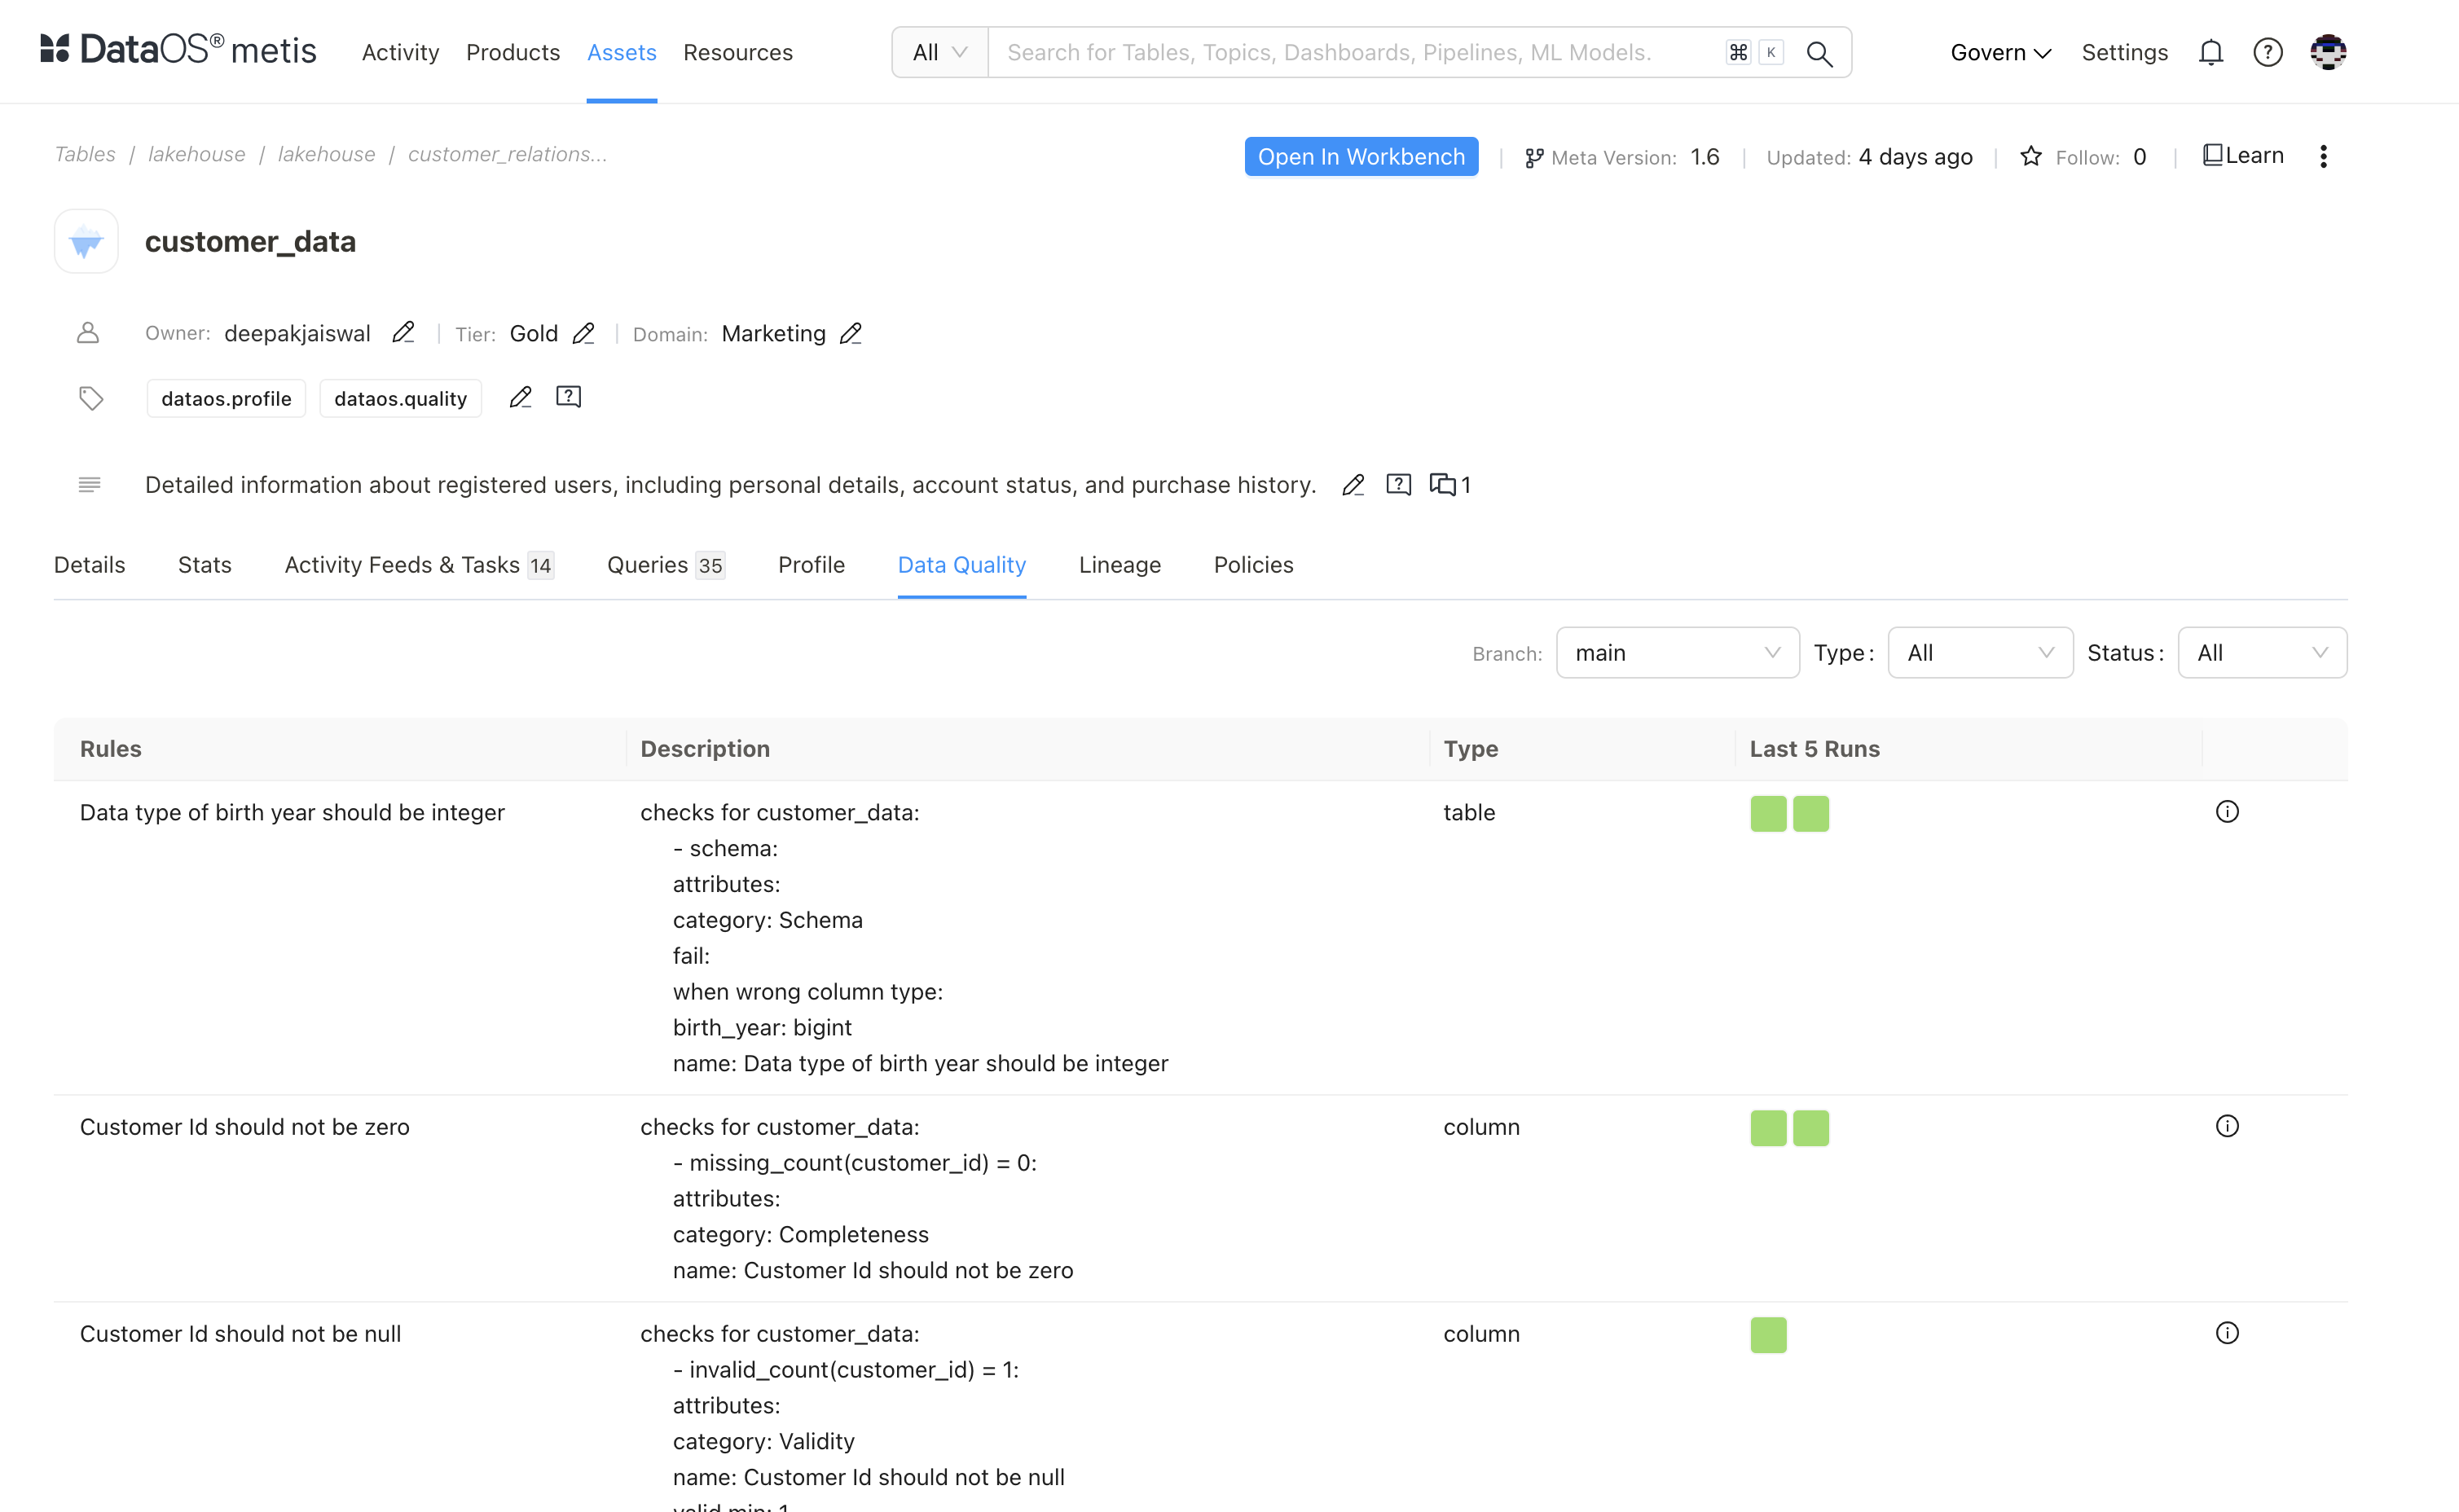 DataOS® metis
Activity Products Assets Resources
All Search for Tables, Topics, Dashboards, Pipelines, ML Models. ⌘ K
Govern Settings
Tables / lakehouse / lakehouse / customer_relations...
Open In Workbench | Meta Version: 1.6 | Updated: 4 days ago | Follow: 0 | Learn
customer_data
Owner: deepakjaiswal | Tier: Gold | Domain: Marketing
dataos.profile dataos.quality
Detailed information about registered users, including personal details, account status, and purchase history. 1
Details Stats Activity Feeds & Tasks 14 Queries 35 Profile Data Quality Lineage Policies
Branch: main Type: All Status: All
Rules Description Type Last 5 Runs
Data type of birth year should be integer checks for customer_data: table
- schema:
attributes:
category: Schema
fail:
when wrong column type:
birth_year: bigint
name: Data type of birth year should be integer
Customer Id should not be zero checks for customer_data: column
- missing_count(customer_id) = 0:
attributes:
category: Completeness
name: Customer Id should not be zero
Customer Id should not be null checks for customer_data: column
- invalid_count(customer_id) = 1:
attributes:
category: Validity
name: Customer Id should not be null
valid min: 1